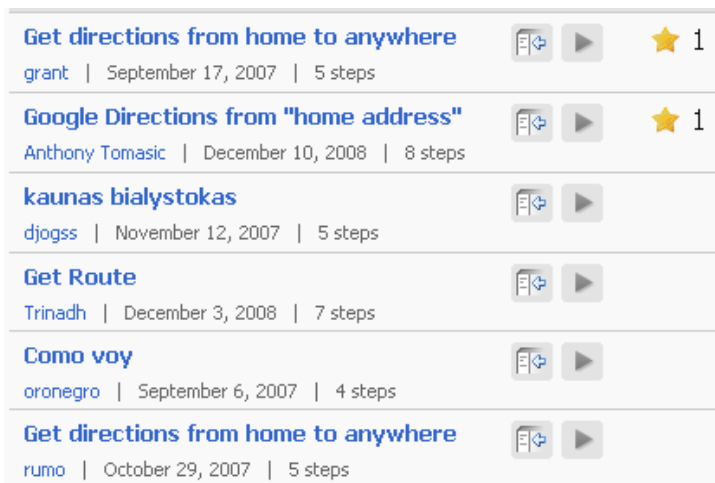 Get directions from home to anywhere
1
grant | September 17, 2007 | 5 steps
Google Directions from "home address"
1
Anthony Tomasic | December 10, 2008 | 8 steps
kaunas bialystokas
djogss | November 12, 2007 | 5 steps
Get Route
Trinadh | December 3, 2008 | 7 steps
Como voy
oronegro | September 6, 2007 | 4 steps
Get directions from home to anywhere
rumo | October 29, 2007 | 5 steps